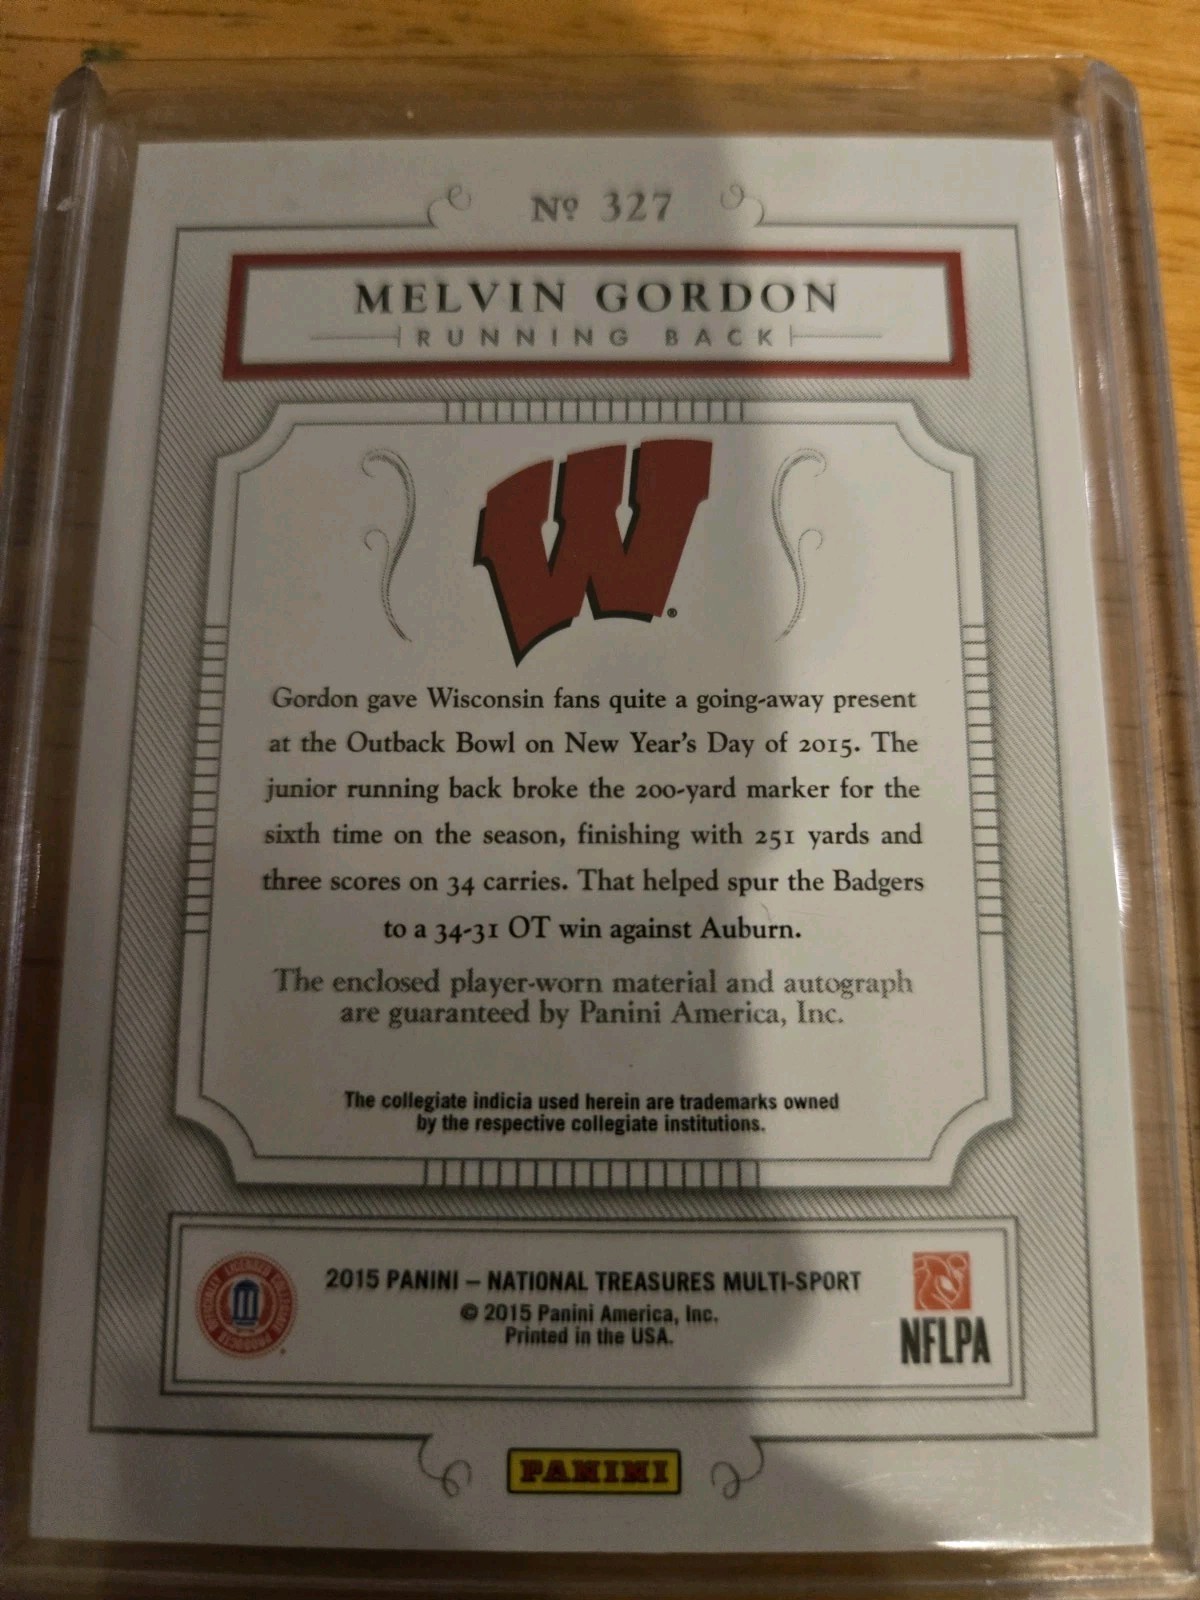 Nº 327
MELVIN GORDON
RUNNING BACK
W
®
Gordon gave Wisconsin fans quite a going-away present
at the Outback Bowl on New Year's Day of 2015. The
junior running back broke the 200-yard marker for the
sixth time on the season, finishing with 251 yards and
three scores on 34 carries. That helped spur the Badgers
to a 34-31 OT win against Auburn.
The enclosed player-worn material and autograph
are guaranteed by Panini America, Inc.
The collegiate indicia used herein are trademarks owned
by the respective collegiate institutions.
OFFICIALLY LICENSED COLLEGIATE PRODUCTS
2015 PANINI – NATIONAL TREASURES MULTI-SPORT
© 2015 Panini America, Inc.
Printed in the USA.
NFLPA
PANINI